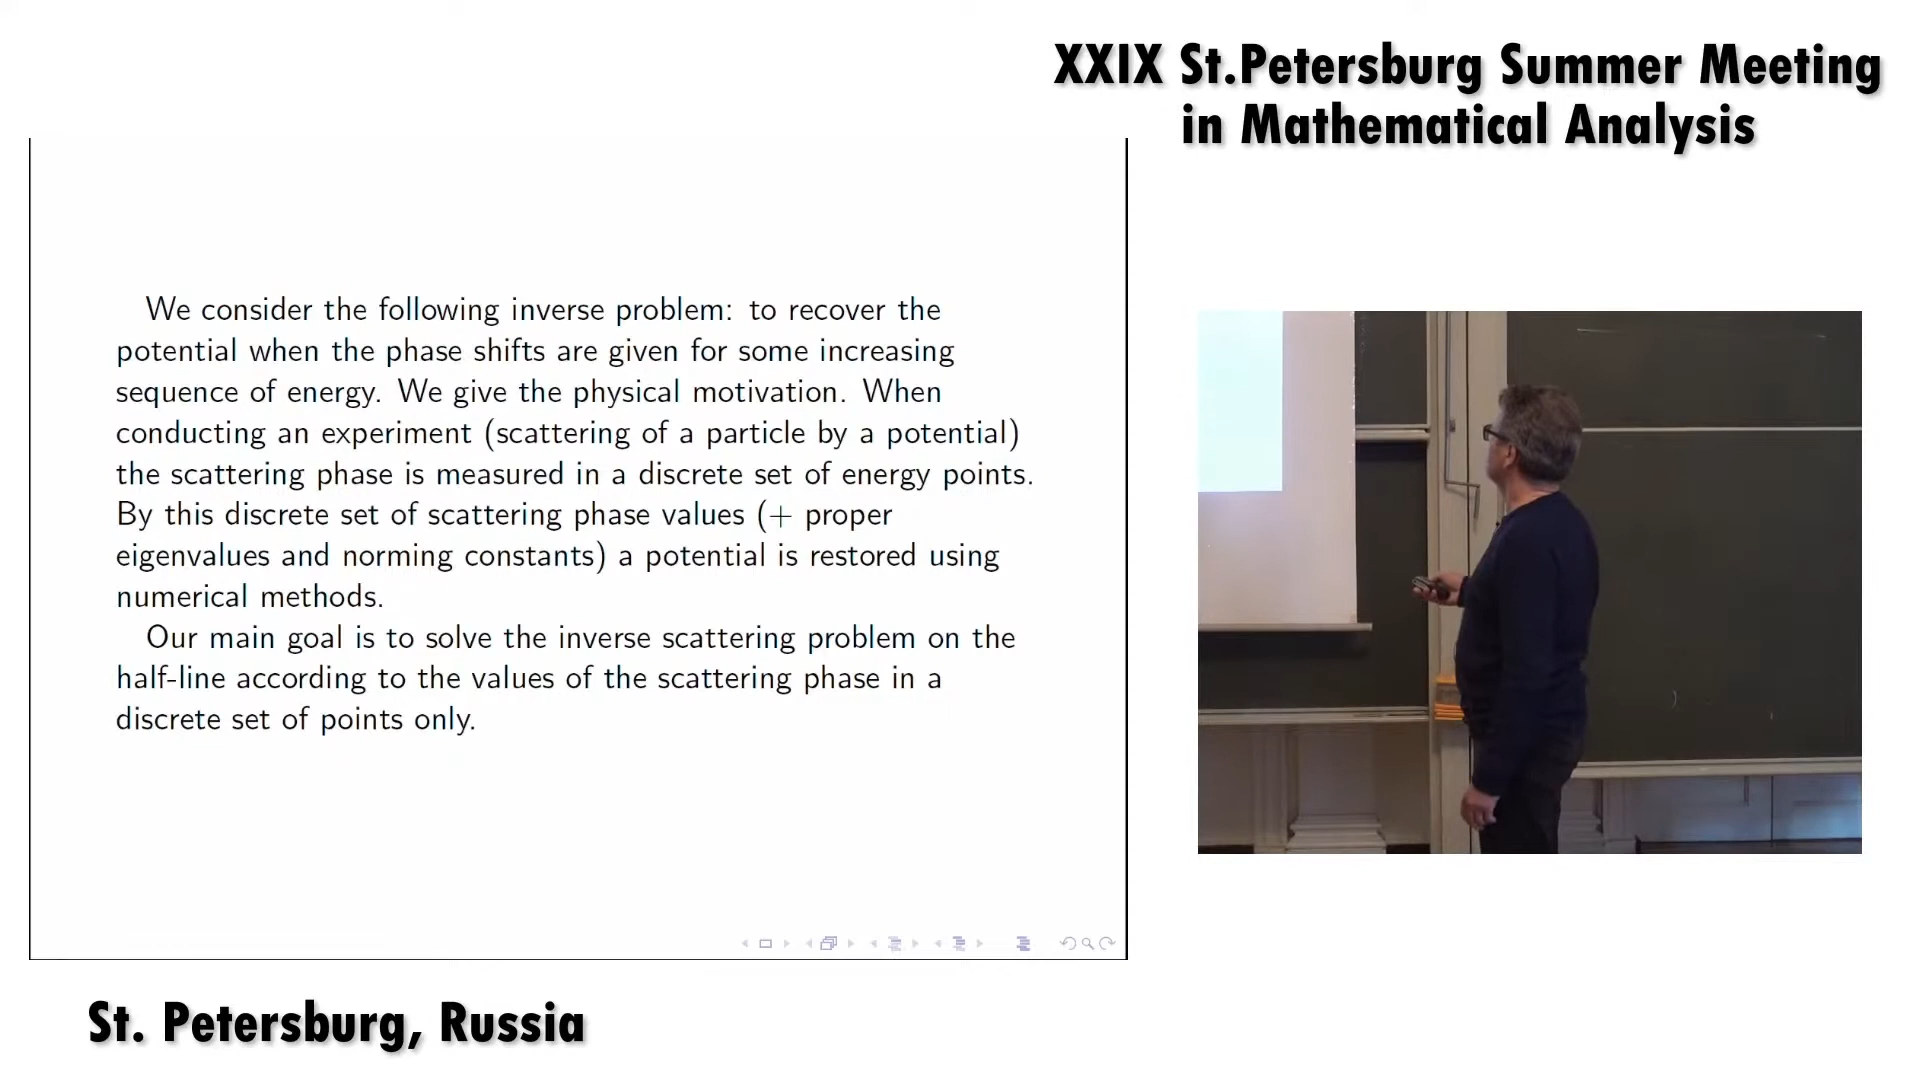 XXIX St.Petersburg Summer Meeting
in Mathematical Analysis
We consider the following inverse problem: to recover the
potential when the phase shifts are given for some increasing
sequence of energy. We give the physical motivation. When
conducting an experiment (scattering of a particle by a potential)
the scattering phase is measured in a discrete set of energy points.
By this discrete set of scattering phase values (+ proper
eigenvalues and norming constants) a potential is restored using
numerical methods.
Our main goal is to solve the inverse scattering problem on the
half-line according to the values of the scattering phase in a
discrete set of points only.
St. Petersburg, Russia